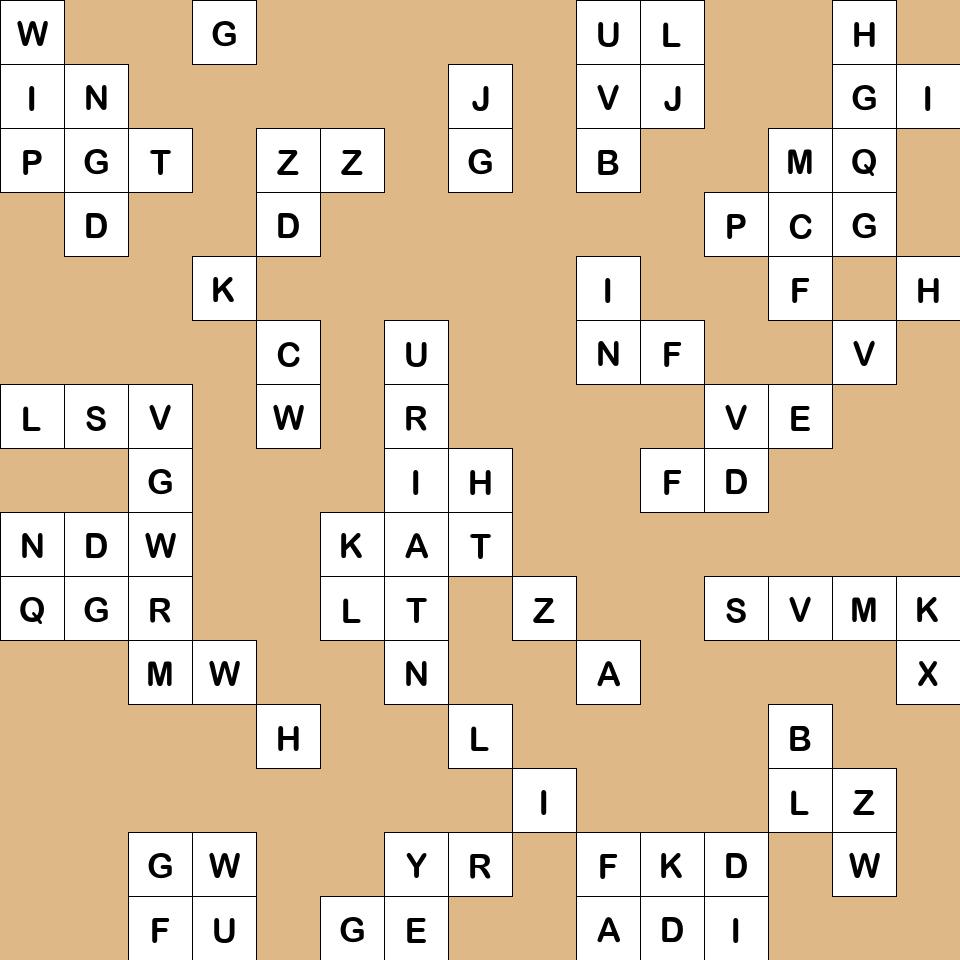 W G U L H
I N J V J G I
P G T Z Z G B M Q
D D P C G
K I F H
C U N F V
L S V W R V E
G I H F D
N D W K A T
Q G R L T Z S V M K
M W N A X
H L B
I L Z
G W Y R F K D W
F U G E A D I